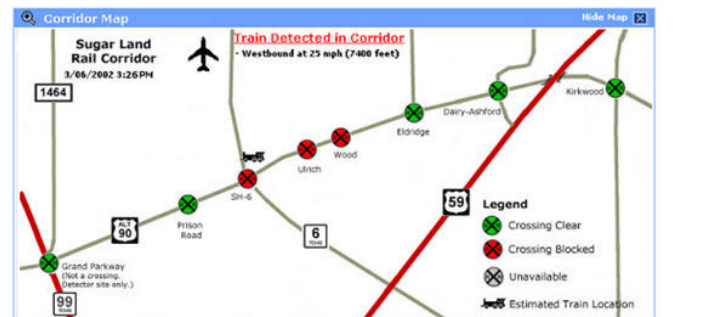 Corridor Map
Hide Map
Sugar Land
Rail Corridor
3/06/2002 3:26PM
Train Detected in Corridor
- Westbound at 25 mph (7400 feet)
1464
Kirkwood
Dairy-Ashford
Eldridge
Wood
Ulrich
SH-6
Prison
Road
ALT
90
6
TEXAS
59
Grand Parkway
(Not a crossing.
Detector site only.)
99
TEXAS
Legend
Crossing Clear
Crossing Blocked
Unavailable
Estimated Train Location